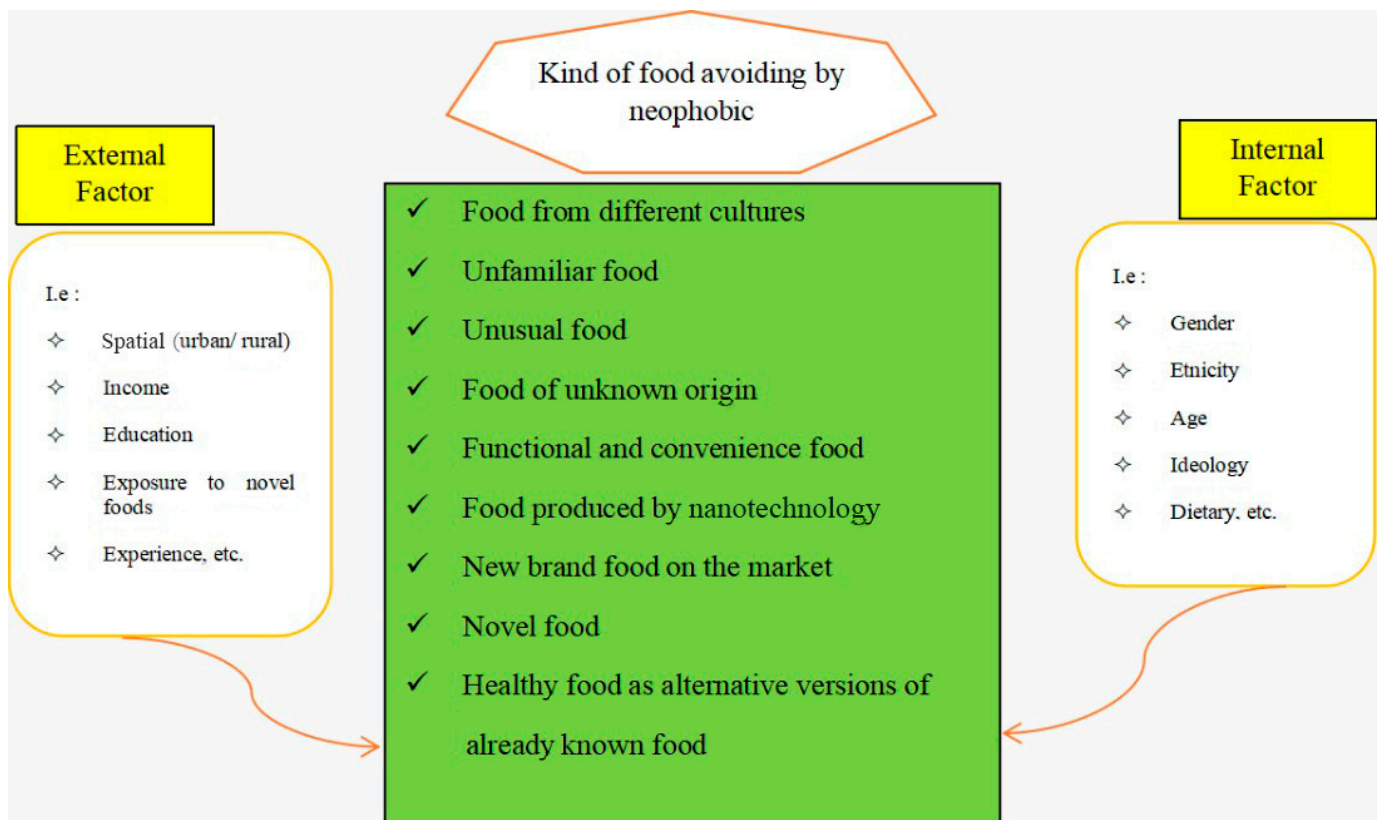 Kind of food avoiding by
neophobic
External
Factor
I.e :
✧ Spatial (urban/ rural)
✧ Income
✧ Education
✧ Exposure to novel
foods
✧ Experience, etc.
✓ Food from different cultures
✓ Unfamiliar food
✓ Unusual food
✓ Food of unknown origin
✓ Functional and convenience food
✓ Food produced by nanotechnology
✓ New brand food on the market
✓ Novel food
✓ Healthy food as alternative versions of
already known food
Internal
Factor
I.e :
✧ Gender
✧ Etnicity
✧ Age
✧ Ideology
✧ Dietary, etc.